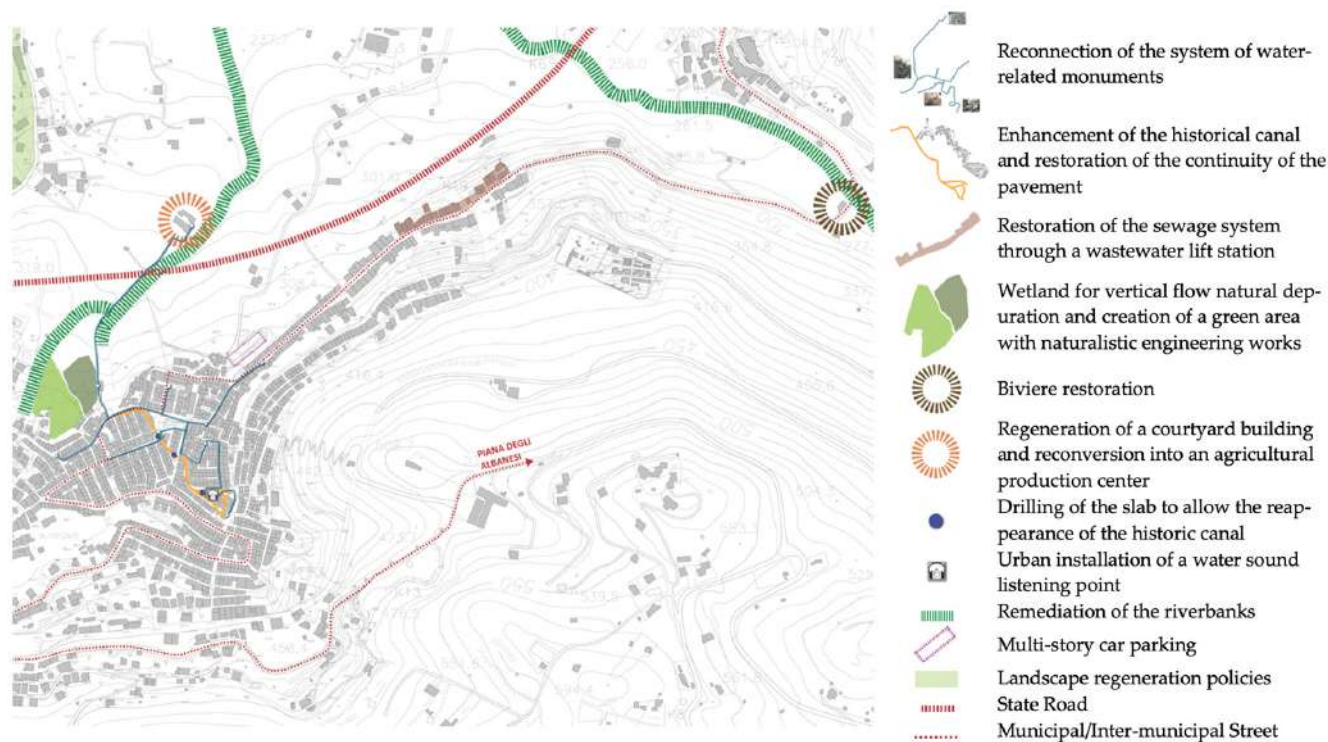 PIANA DEGLI
ALBANESI
Reconnection of the system of water-
related monuments
Enhancement of the historical canal
and restoration of the continuity of the
pavement
Restoration of the sewage system
through a wastewater lift station
Wetland for vertical flow natural dep-
uration and creation of a green area
with naturalistic engineering works
Biviere restoration
Regeneration of a courtyard building
and reconversion into an agricultural
production center
Drilling of the slab to allow the reap-
pearance of the historic canal
Urban installation of a water sound
listening point
Remediation of the riverbanks
Multi-story car parking
Landscape regeneration policies
State Road
Municipal/Inter-municipal Street